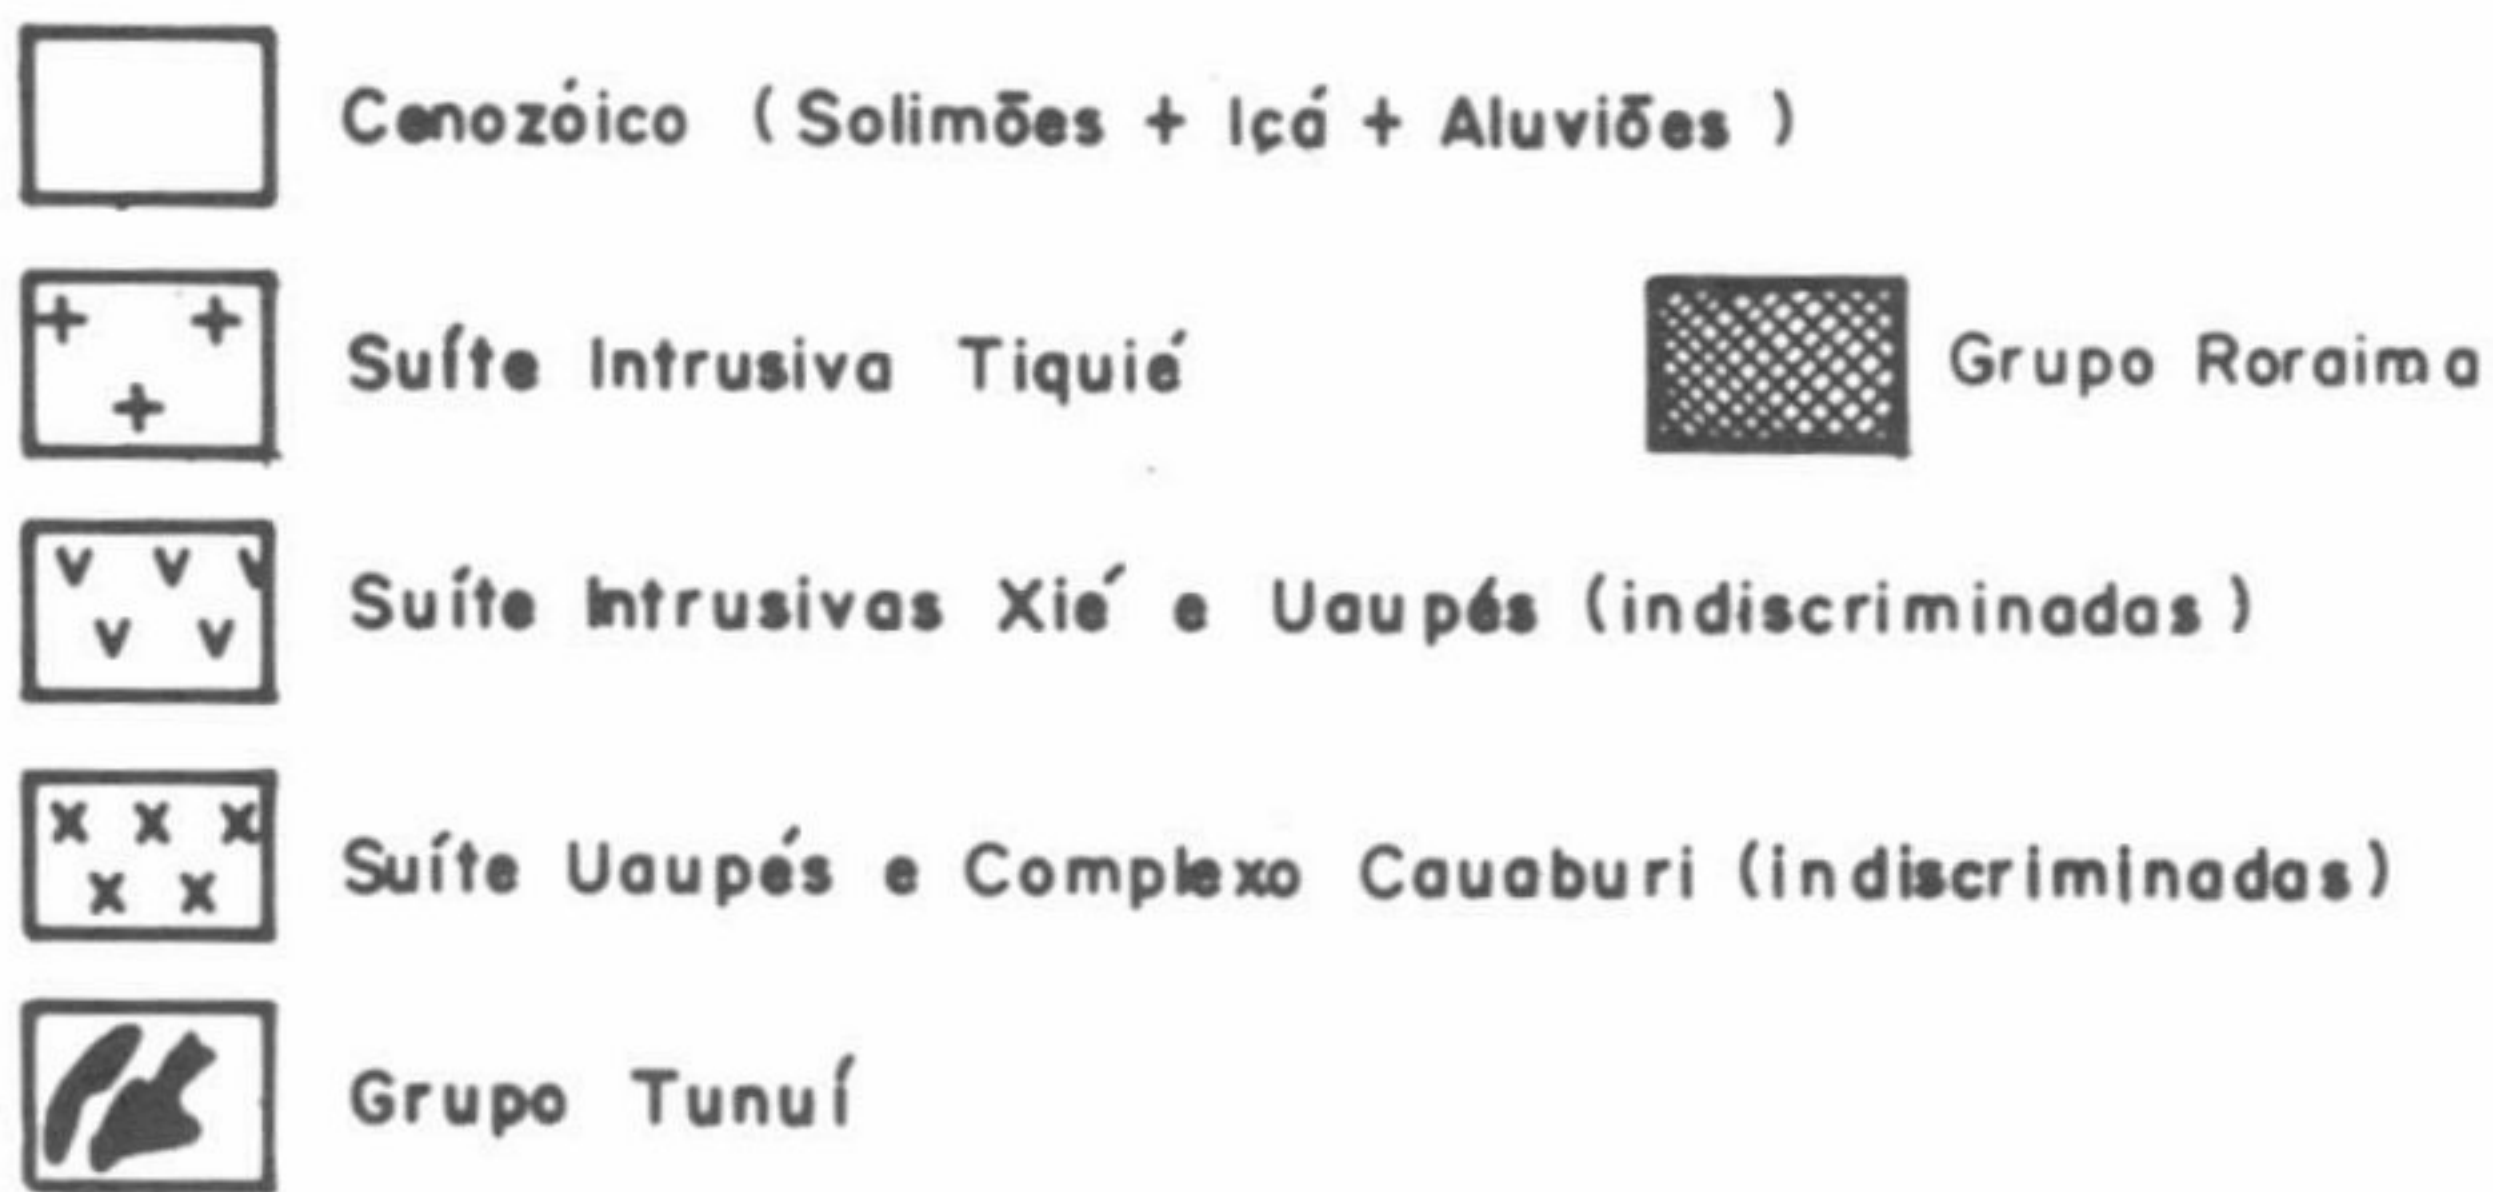 Cenozóico (Solimões + Içá + Aluviões)
Suíte Intrusiva Tiquié
Grupo Roraima
Suíte Intrusivas Xié e Uaupés (indiscriminadas)
Suíte Uaupés e Complexo Cauaburi (indiscriminadas)
Grupo Tunuí